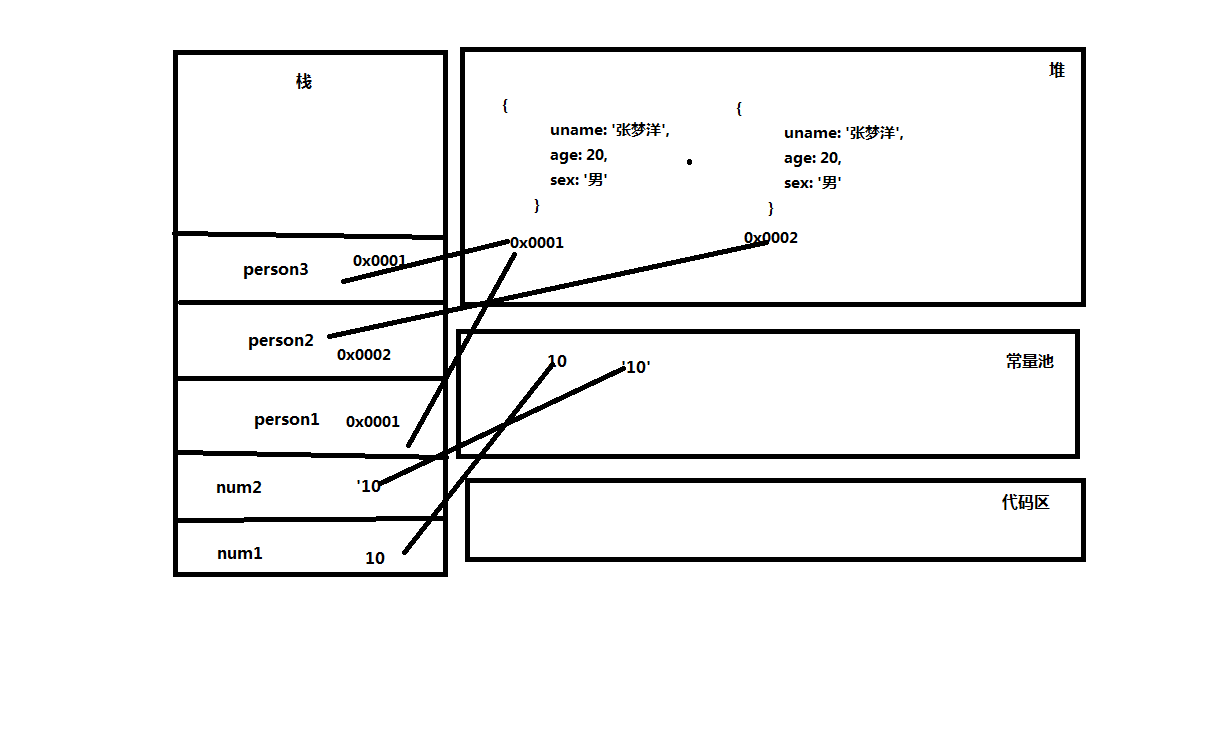 栈
person3 0x0001
person2
0x0002
person1 0x0001
num2 '10
num1 10
堆
{
uname: '张梦洋',
age: 20,
sex: '男'
}
0x0001
{
uname: '张梦洋',
age: 20,
sex: '男'
}
0x0002
常量池
10 '10'
代码区